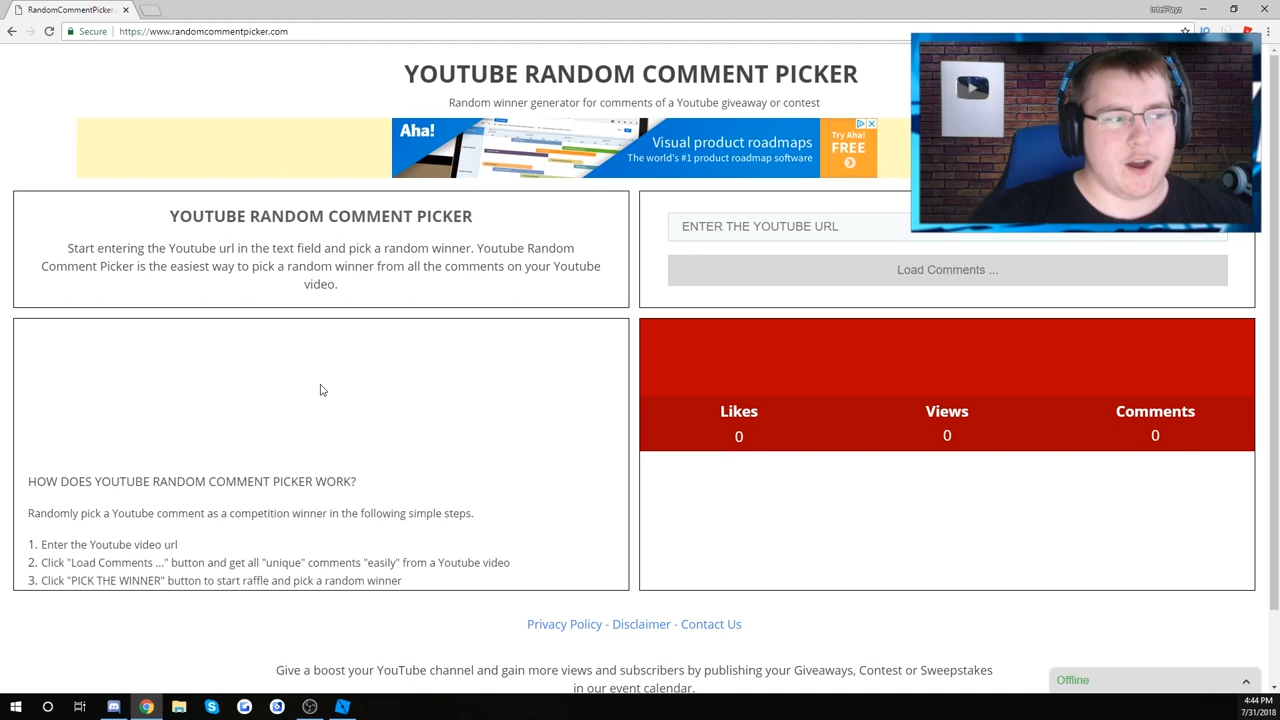 RandomCommentPicker
IntelPlayz
Secure
https://www.randomcommentpicker.com
YOUTUBE RANDOM COMMENT PICKER
Random winner generator for comments of a Youtube giveaway or contest
Aha!
Visual product roadmaps
The world's #1 product roadmap software
Try Aha!
FREE
YOUTUBE RANDOM COMMENT PICKER
Start entering the Youtube url in the text field and pick a random winner. Youtube Random
Comment Picker is the easiest way to pick a random winner from all the comments on your Youtube
video.
ENTER THE YOUTUBE URL
Load Comments ...
Likes Views Comments
0 0 0
HOW DOES YOUTUBE RANDOM COMMENT PICKER WORK?
Randomly pick a Youtube comment as a competition winner in the following simple steps.
1. Enter the Youtube video url
2. Click "Load Comments ..." button and get all "unique" comments "easily" from a Youtube video
3. Click "PICK THE WINNER" button to start raffle and pick a random winner
Privacy Policy - Disclaimer - Contact Us
Give a boost your YouTube channel and gain more views and subscribers by publishing your Giveaways, Contest or Sweepstakes
in our event calendar.
Offline
4:44 PM
7/31/2018